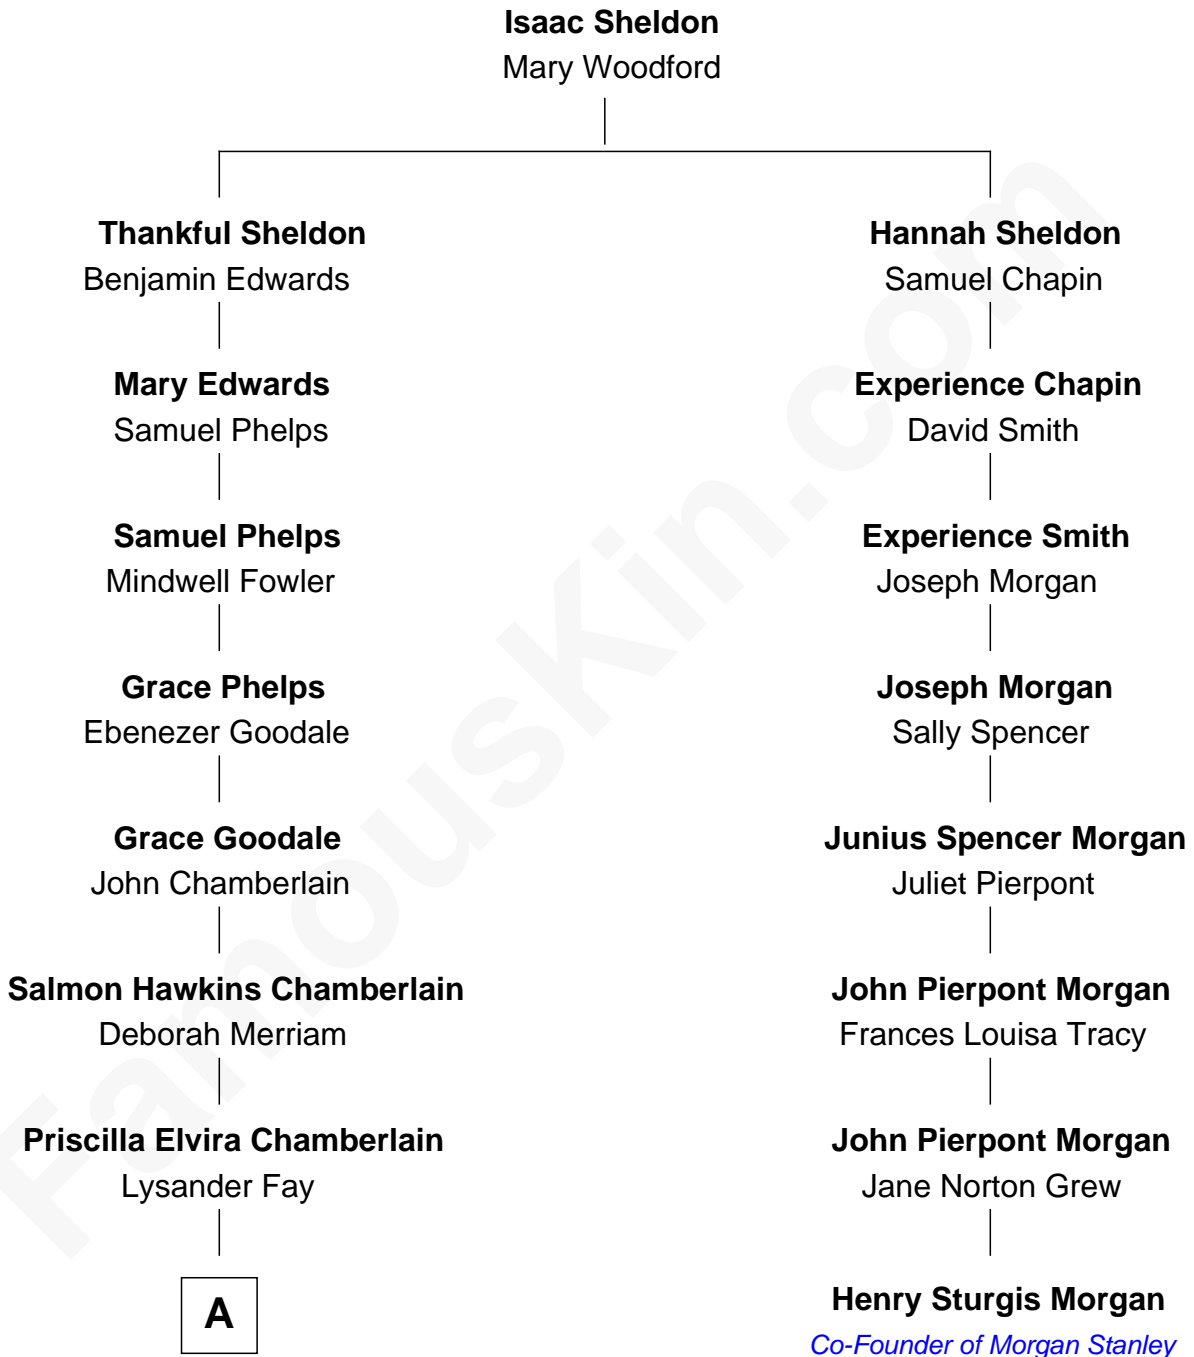 Isaac Sheldon
Mary Woodford
Thankful Sheldon
Benjamin Edwards
Mary Edwards
Samuel Phelps
Samuel Phelps
Mindwell Fowler
Grace Phelps
Ebenezer Goodale
Grace Goodale
John Chamberlain
Salmon Hawkins Chamberlain
Deborah Merriam
Priscilla Elvira Chamberlain
Lysander Fay
A
Hannah Sheldon
Samuel Chapin
Experience Chapin
David Smith
Experience Smith
Joseph Morgan
Joseph Morgan
Sally Spencer
Junius Spencer Morgan
Juliet Pierpont
John Pierpont Morgan
Frances Louisa Tracy
John Pierpont Morgan
Jane Norton Grew
Henry Sturgis Morgan
Co-Founder of Morgan Stanley
FamousKin.com